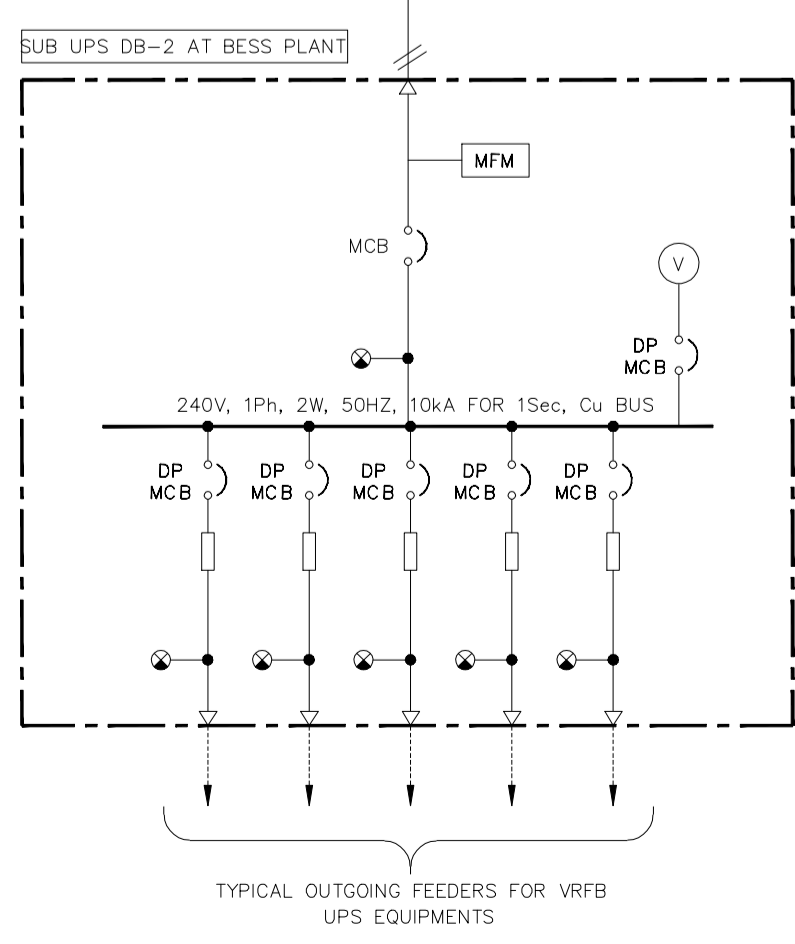 SUB UPS DB-2 AT BESS PLANT
MFM
MCB
V
DP
MCB
240V, 1Ph, 2W, 50HZ, 10kA FOR 1Sec, Cu BUS
DP
MCB
DP
MCB
DP
MCB
DP
MCB
DP
MCB
TYPICAL OUTGOING FEEDERS FOR VRFB
UPS EQUIPMENTS